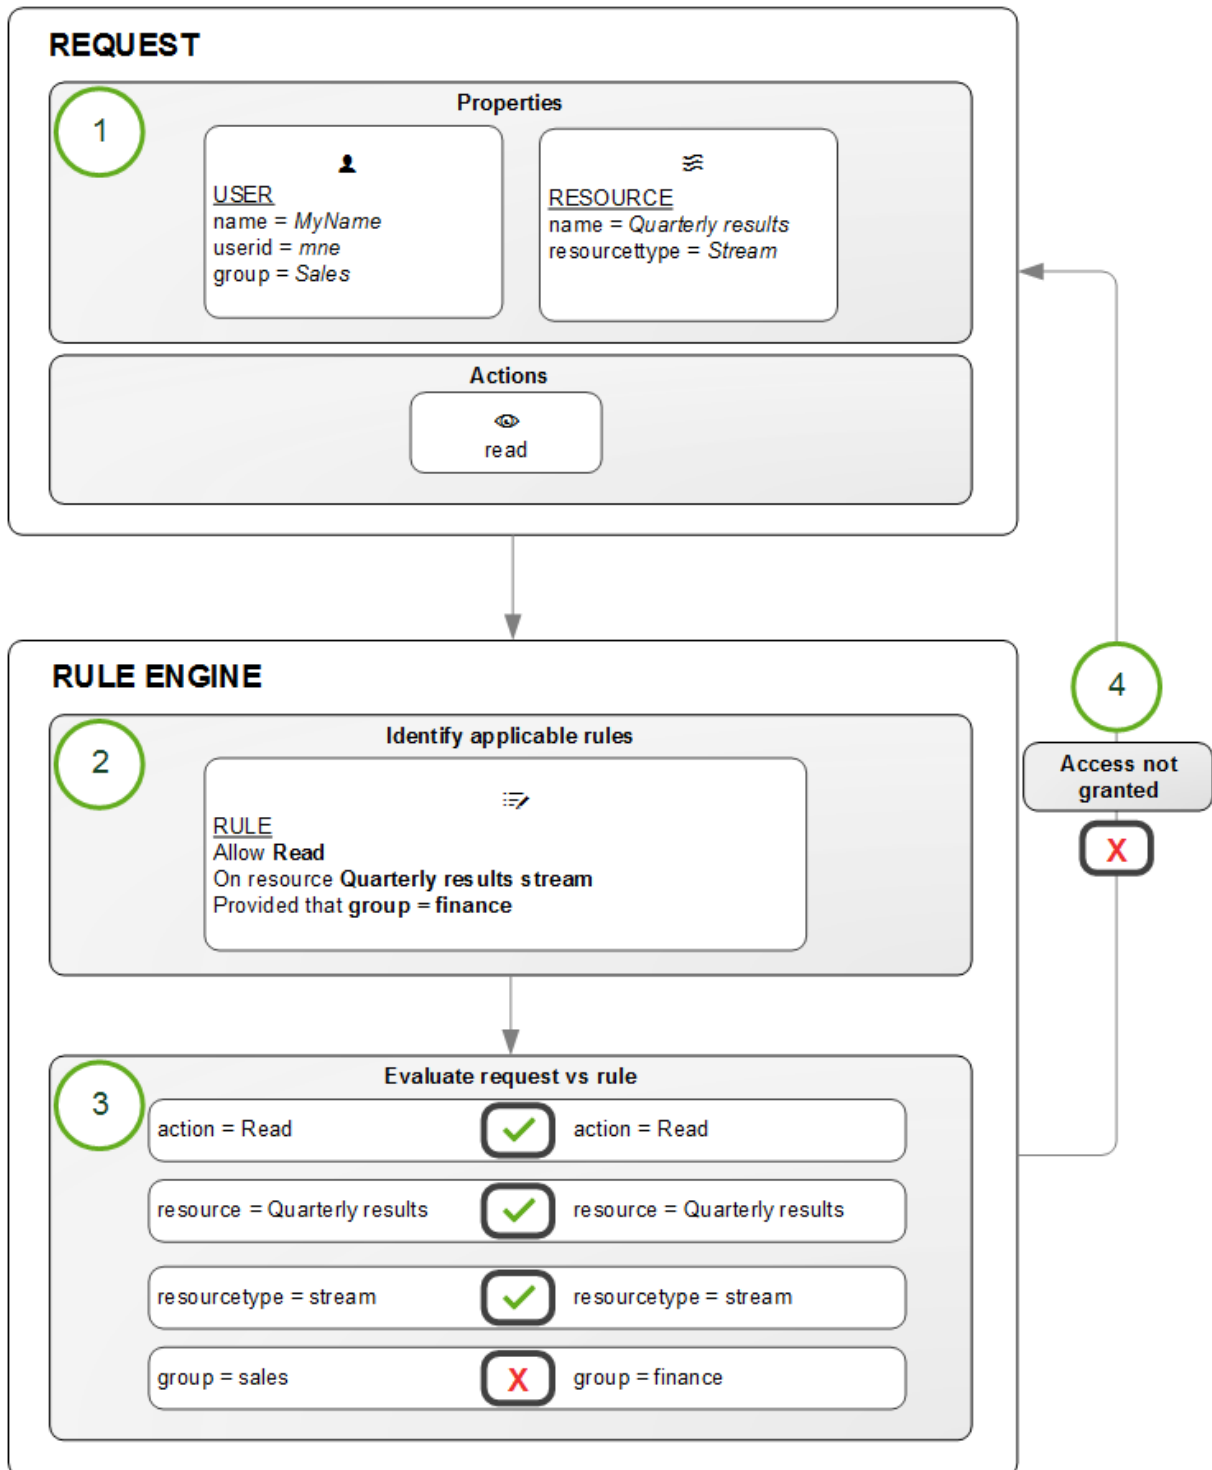 REQUEST
1
Properties
USER
name = MyName
userid = mne
group = Sales
RESOURCE
name = Quarterly results
resourcettype = Stream
Actions
read
RULE ENGINE
2
Identify applicable rules
RULE
Allow Read
On resource Quarterly results stream
Provided that group = finance
3
Evaluate request vs rule
action = Read
action = Read
resource = Quarterly results
resource = Quarterly results
resourcetype = stream
resourcetype = stream
group = sales
X
group = finance
4
Access not
granted
X